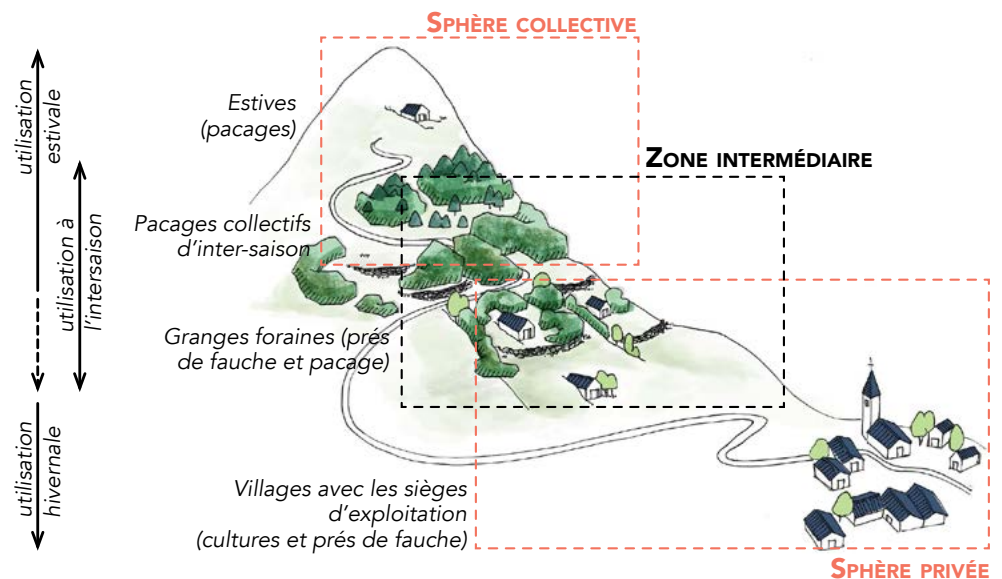 SPHÈRE COLLECTIVE
utilisation
estivale
Estives
(pacages)
ZONE INTERMÉDIAIRE
utilisation à
l'intersaison
Pacages collectifs
d'inter-saison
Granges foraines (prés
de fauche et pacage)
utilisation
hivernale
Villages avec les sièges
d'exploitation
(cultures et prés de fauche)
SPHÈRE PRIVÉE